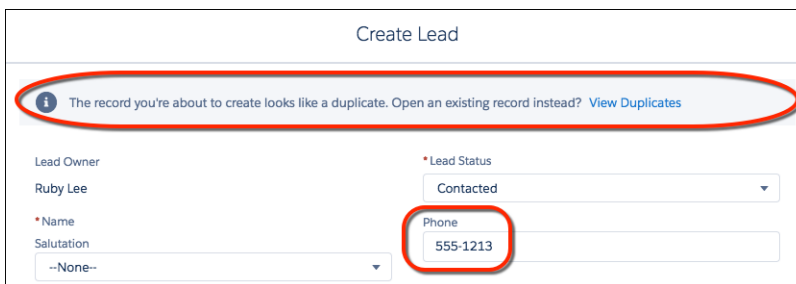 Create Lead
The record you're about to create looks like a duplicate. Open an existing record instead? View Duplicates
Lead Owner
*Lead Status
Ruby Lee
Contacted
*Name
Phone
Salutation
555-1213
--None--